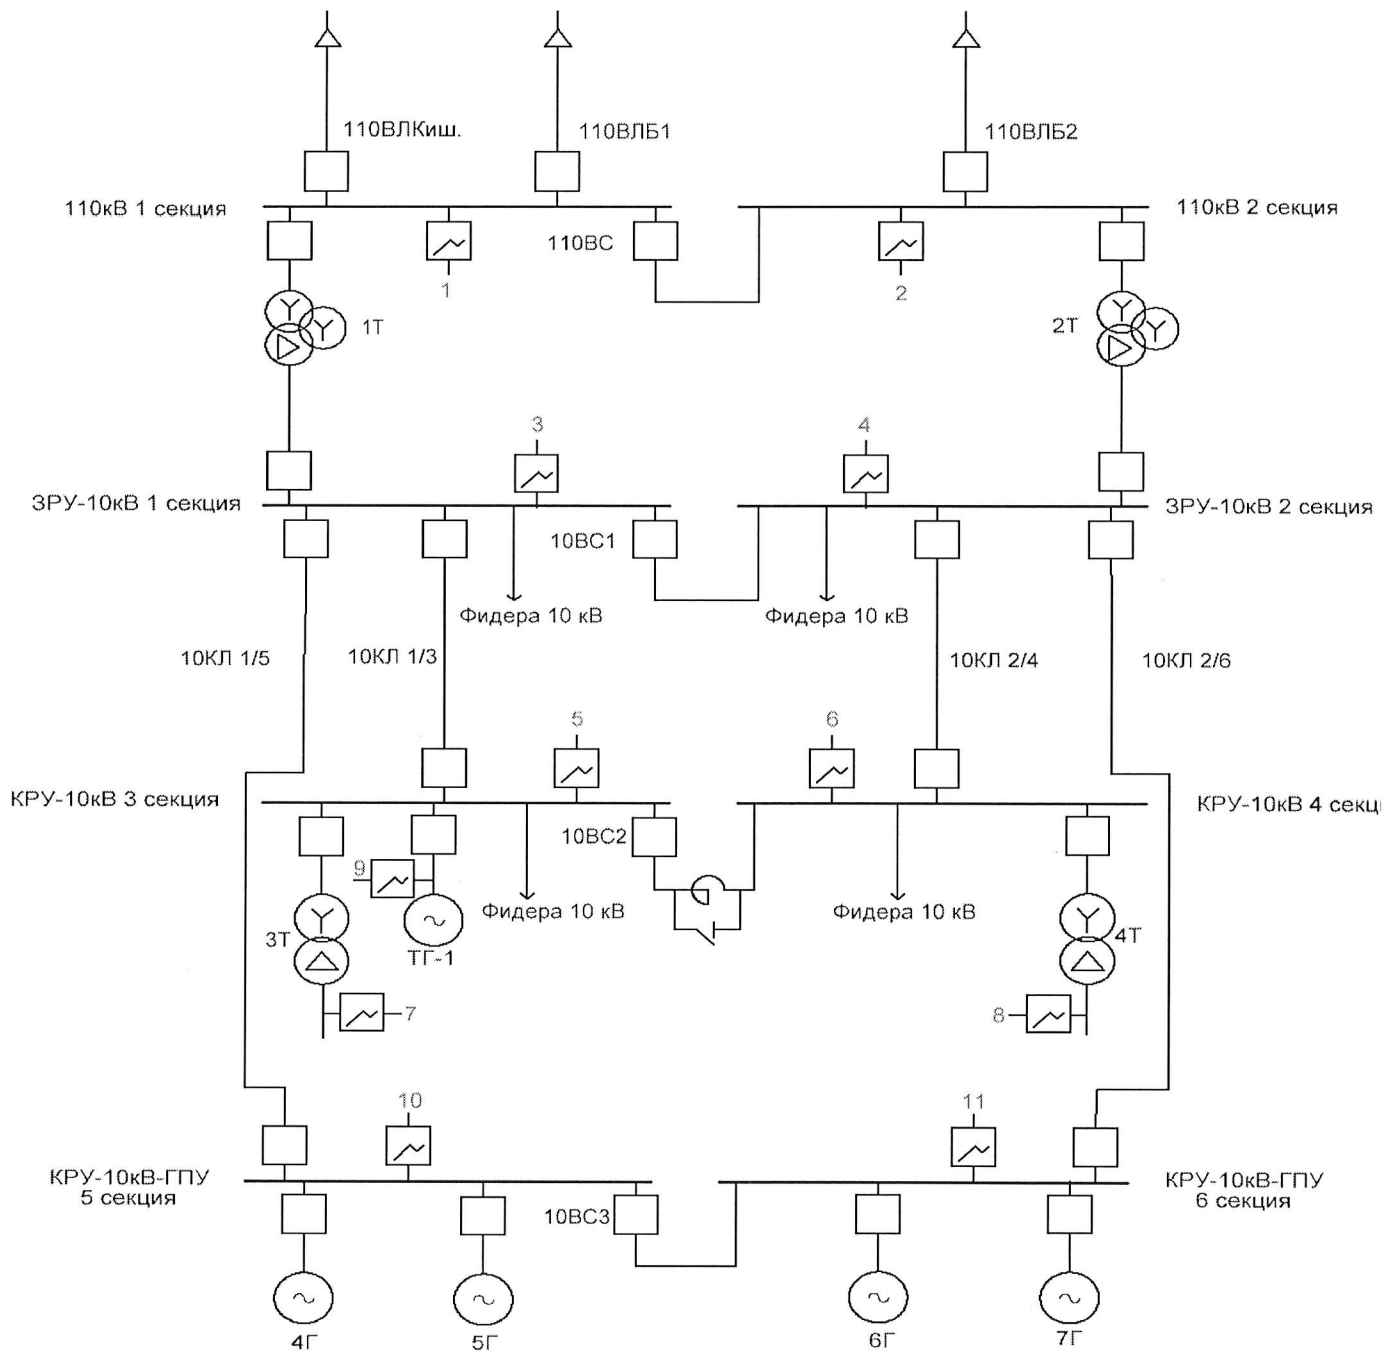 110ВЛКиш.
110ВЛБ1
110ВЛБ2
110кВ 1 секция
110кВ 2 секция
110ВС
1
2
1Т
2Т
3
4
ЗРУ-10кВ 1 секция
ЗРУ-10кВ 2 секция
10ВС1
Фидера 10 кВ
Фидера 10 кВ
10КЛ 1/5
10КЛ 1/3
10КЛ 2/4
10КЛ 2/6
5
6
КРУ-10кВ 3 секция
КРУ-10кВ 4 секц
10ВС2
9
Фидера 10 кВ
Фидера 10 кВ
3Т
ТГ-1
4Т
7
8
10
11
КРУ-10кВ-ГПУ
5 секция
КРУ-10кВ-ГПУ
6 секция
10ВС3
4Г
5Г
6Г
7Г